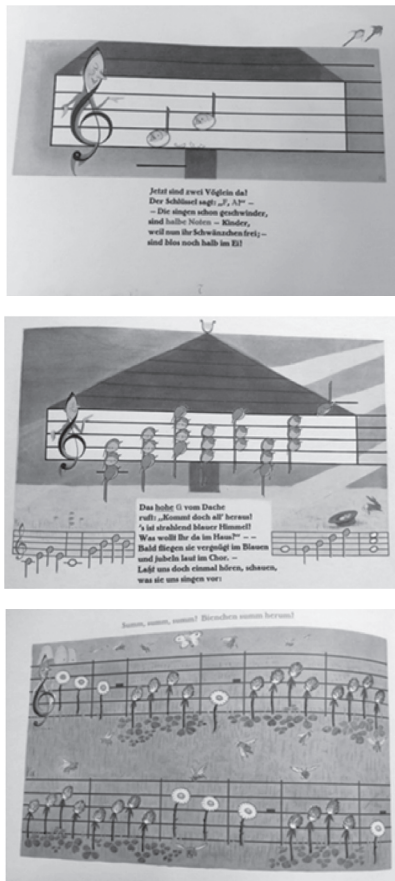 Jetzt sind zwei Vöglein da!
Der Schlüssel sagt: „F, A!" —
— Die singen schon geschwinder,
sind halbe Noten — Kinder,
weil nun ihr Schwänzchen frei; —
sind blos noch halb im Ei!
Das hohe G vom Dache
ruft: „Kommt doch all' heraus!
's ist strahlend blauer Himmel!
Was wollt Ihr da im Haus?" — —
Bald fliegen sie vergnügt im Blauen
und jubeln laut im Chor. —
Laßt uns doch einmal hören, schauen,
was sie uns singen vor:
Summ, summ, summ! Bienchen summ herum!